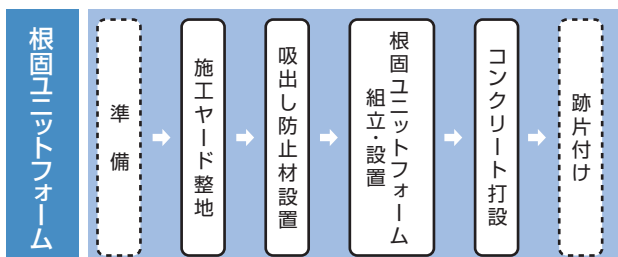 根固ユニットフォーム
準備
施工ヤード整地
吸出し防止材設置
根固ユニットフォーム
組立・設置
コンクリート打設
跡片付け